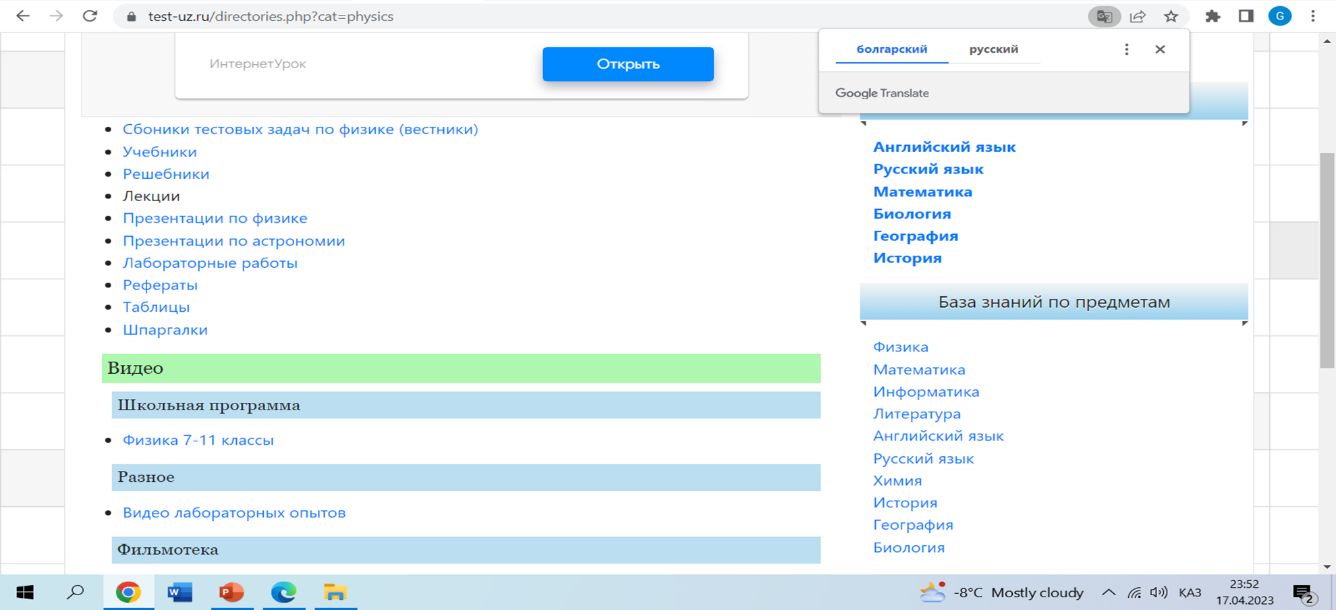 test-uz.ru/directories.php?cat=physics
G
болгарский русский
Google Translate
ИнтернетУрок
Открыть
Сбоники тестовых задач по физике (вестники)
Учебники
Решебники
Лекции
Презентации по физике
Презентации по астрономии
Лабораторные работы
Рефераты
Таблицы
Шпаргалки
Видео
Школьная программа
Физика 7-11 классы
Разное
Видео лабораторных опытов
Фильмотека
Английский язык
Русский язык
Математика
Биология
География
История
База знаний по предметам
Физика
Математика
Информатика
Литература
Английский язык
Русский язык
Химия
История
География
Биология
-8°C Mostly cloudy
ҚАЗ
23:52
17.04.2023
2